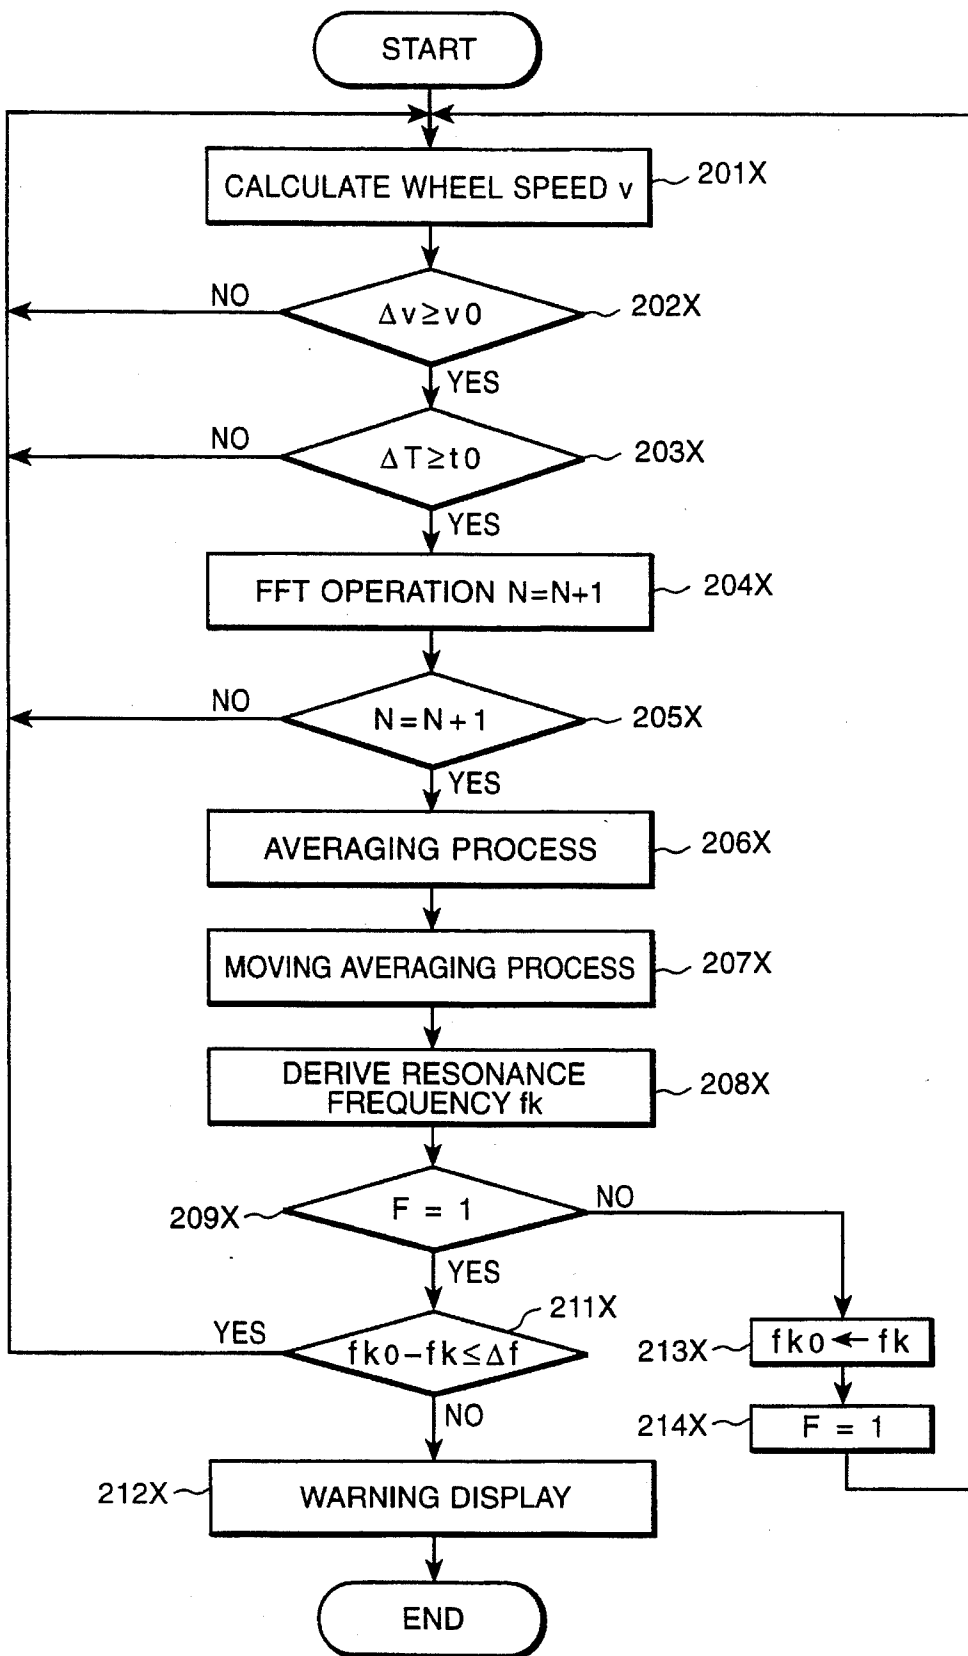 START
CALCULATE WHEEL SPEED v
201X
NO
Δv≥v0
202X
YES
NO
ΔT≥t0
203X
YES
FFT OPERATION N=N+1
204X
NO
N=N+1
205X
YES
AVERAGING PROCESS
206X
MOVING AVERAGING PROCESS
207X
DERIVE RESONANCE
FREQUENCY fk
208X
209X
F = 1
NO
YES
211X
YES
fk0-fk≤Δf
213X
fk0 ← fk
NO
214X
F = 1
212X
WARNING DISPLAY
END